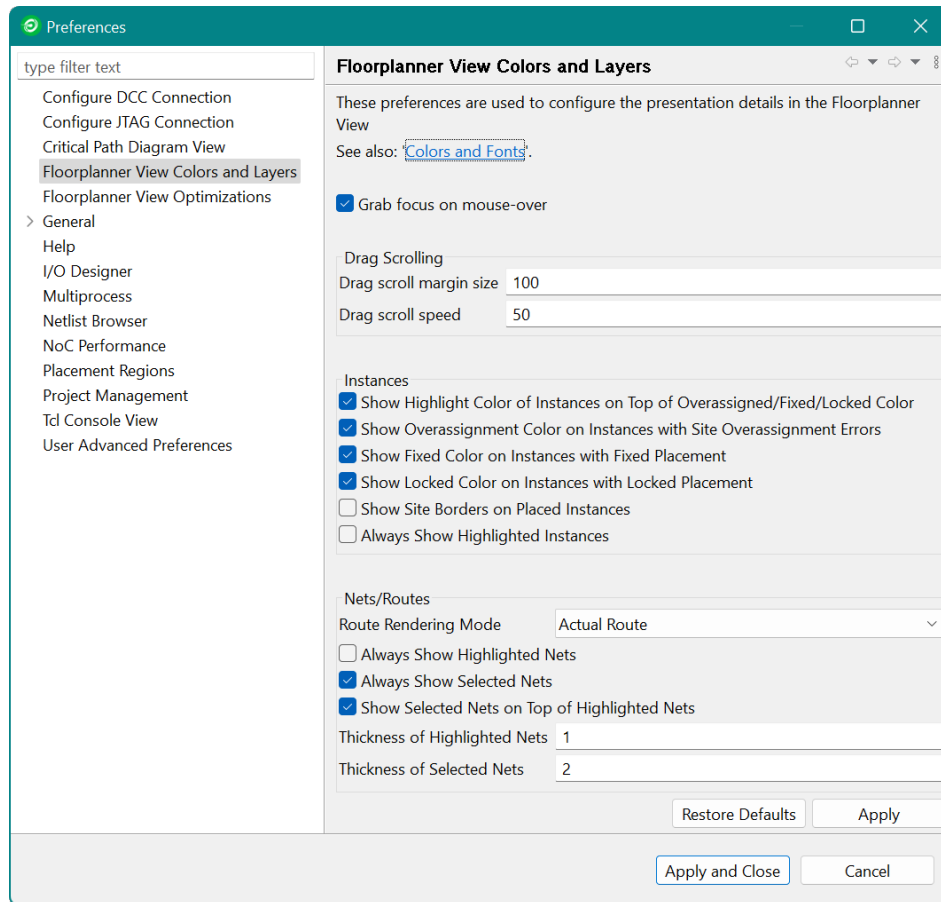 Preferences
type filter text
Configure DCC Connection
Configure JTAG Connection
Critical Path Diagram View
Floorplanner View Colors and Layers
Floorplanner View Optimizations
General
Help
I/O Designer
Multiprocess
Netlist Browser
NoC Performance
Placement Regions
Project Management
Tcl Console View
User Advanced Preferences
Floorplanner View Colors and Layers
These preferences are used to configure the presentation details in the Floorplanner
View
See also: 'Colors and Fonts'.
Grab focus on mouse-over
Drag Scrolling
Drag scroll margin size 100
Drag scroll speed 50
Instances
Show Highlight Color of Instances on Top of Overassigned/Fixed/Locked Color
Show Overassignment Color on Instances with Site Overassignment Errors
Show Fixed Color on Instances with Fixed Placement
Show Locked Color on Instances with Locked Placement
Show Site Borders on Placed Instances
Always Show Highlighted Instances
Nets/Routes
Route Rendering Mode Actual Route
Always Show Highlighted Nets
Always Show Selected Nets
Show Selected Nets on Top of Highlighted Nets
Thickness of Highlighted Nets 1
Thickness of Selected Nets 2
Restore Defaults Apply
Apply and Close Cancel